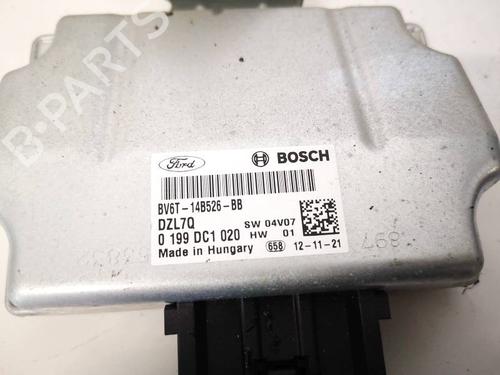 B-PARTS
Ford
BOSCH
BV6T-14B526-BB
DZL7Q
SW 04V07
0 199 DC1 020
HW 01
Made in Hungary
658
12-11-21
897